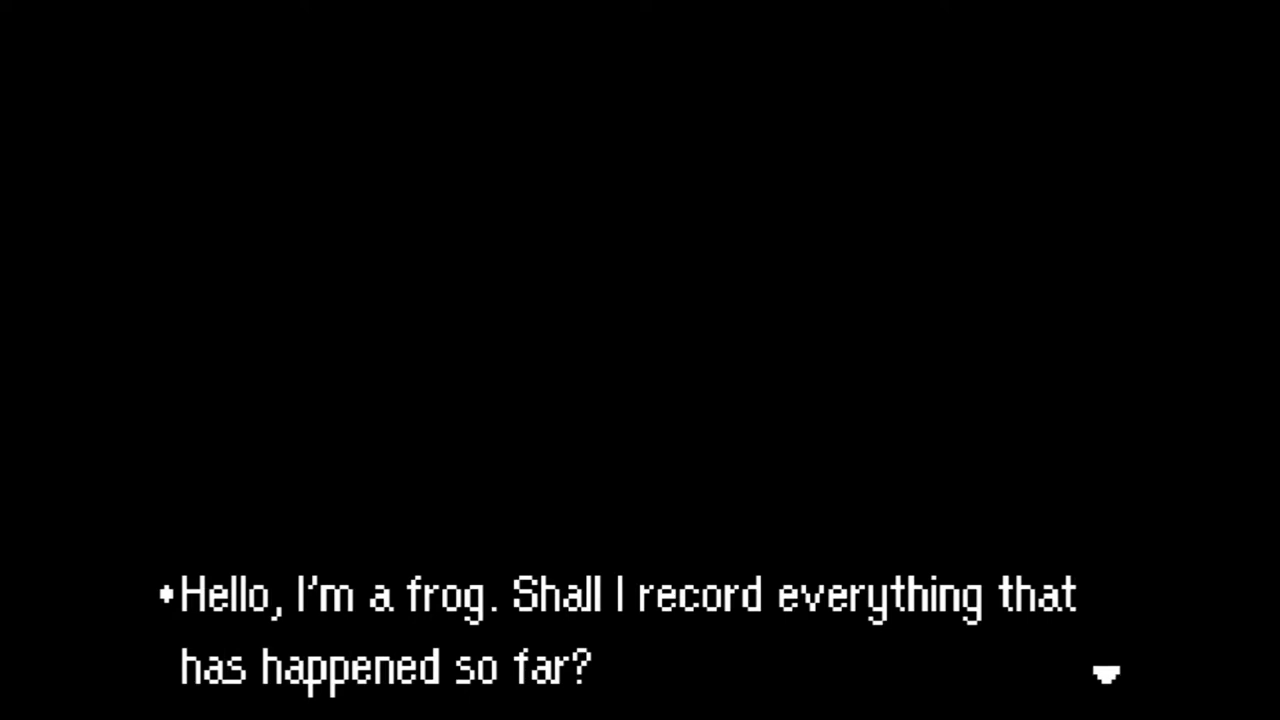 •Hello, I'm a frog. Shall I record everything that
has happened so far?